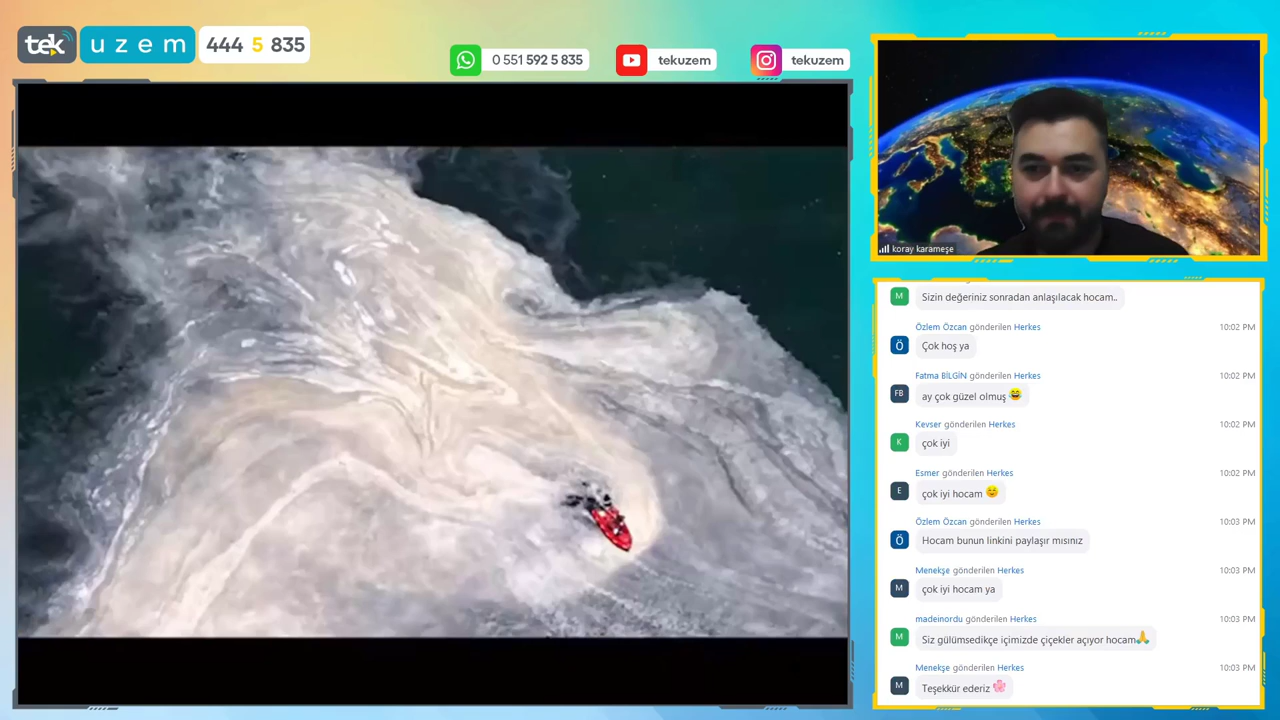 tek uzem 444 5 835
0 551 592 5 835
tekuzem
tekuzem
koray karameşe
M Sizin değeriniz sonradan anlaşılacak hocam..
Özlem Özcan gönderilen Herkes 10:02 PM
Ö Çok hoş ya
Fatma BİLGİN gönderilen Herkes 10:02 PM
FB ay çok güzel olmuş 😄
Kevser gönderilen Herkes 10:02 PM
K çok iyi
Esmer gönderilen Herkes 10:02 PM
E çok iyi hocam 😊
Özlem Özcan gönderilen Herkes 10:03 PM
Ö Hocam bunun linkini paylaşır mısınız
Menekşe gönderilen Herkes 10:03 PM
M çok iyi hocam ya
madeinordu gönderilen Herkes 10:03 PM
M Siz gülümsedikçe içimizde çiçekler açıyor hocam🙏
Menekşe gönderilen Herkes 10:03 PM
M Teşekkür ederiz 🌸